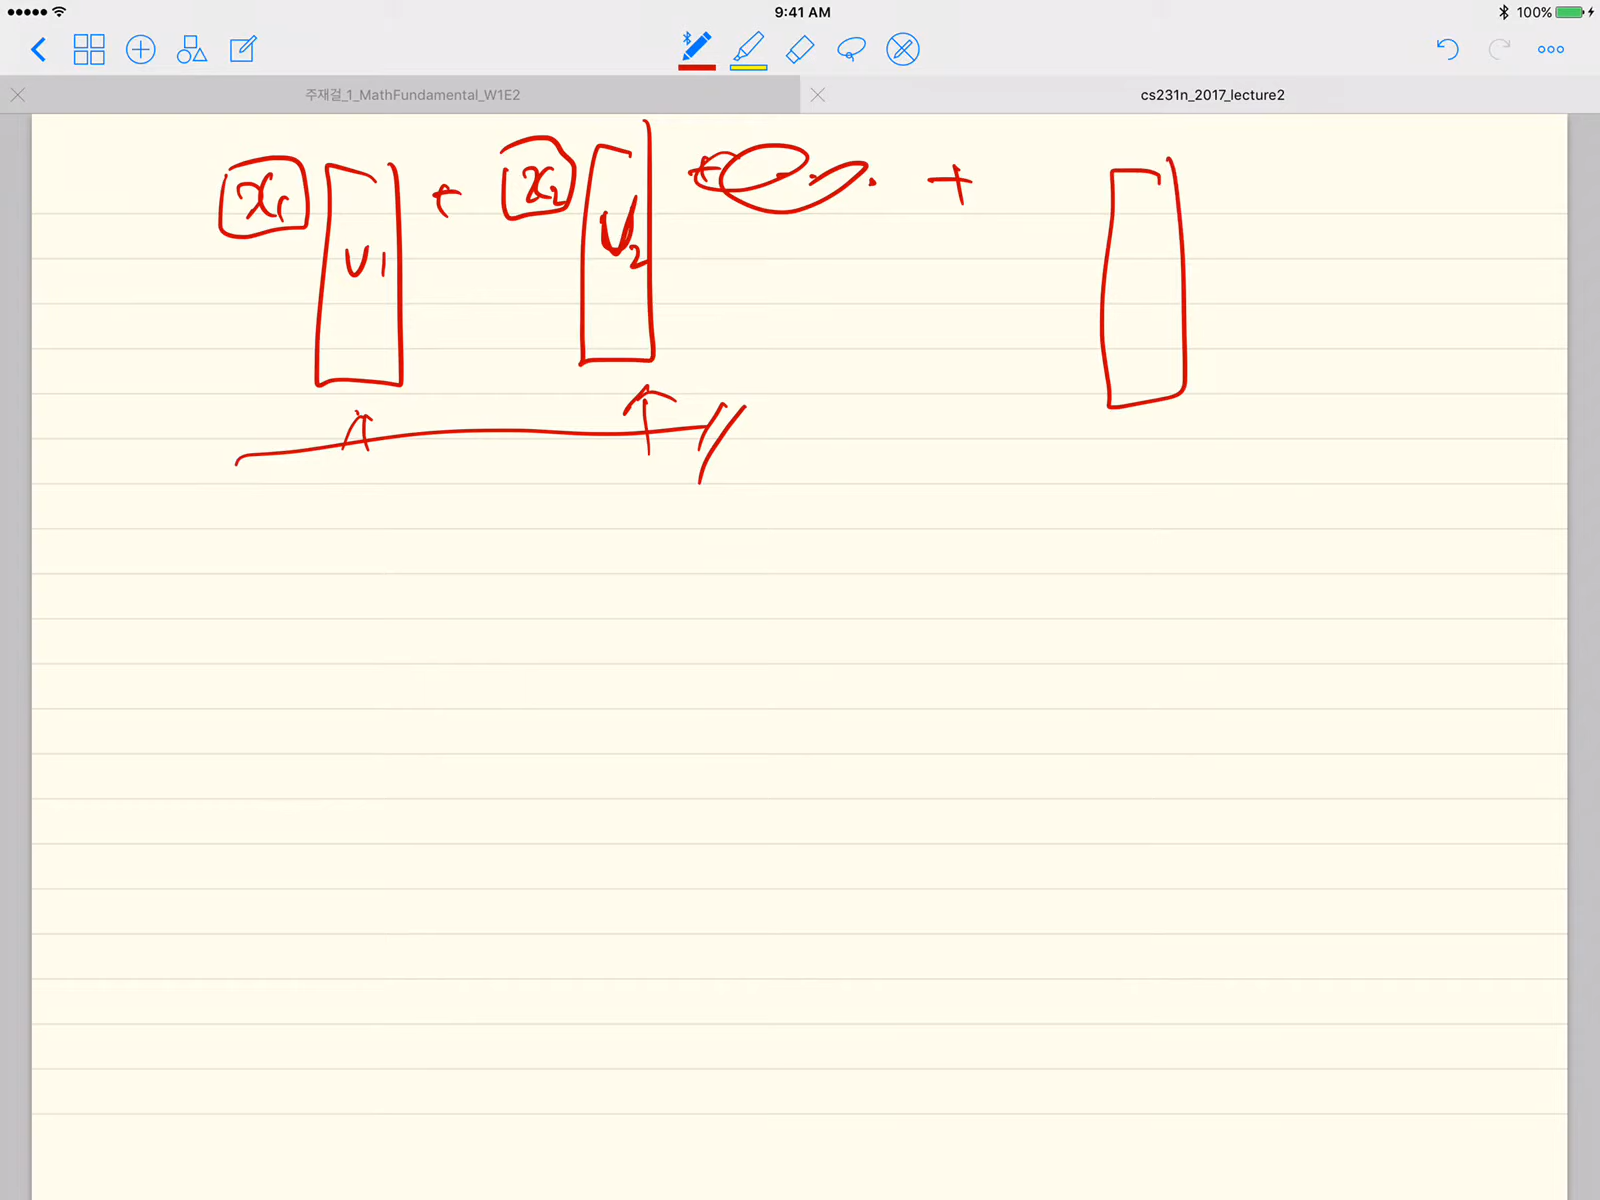 9:41 AM
100%
주재걸_1_MathFundamental_W1E2
cs231n_2017_lecture2
x₁ v₁ + x₂ v₂ + +